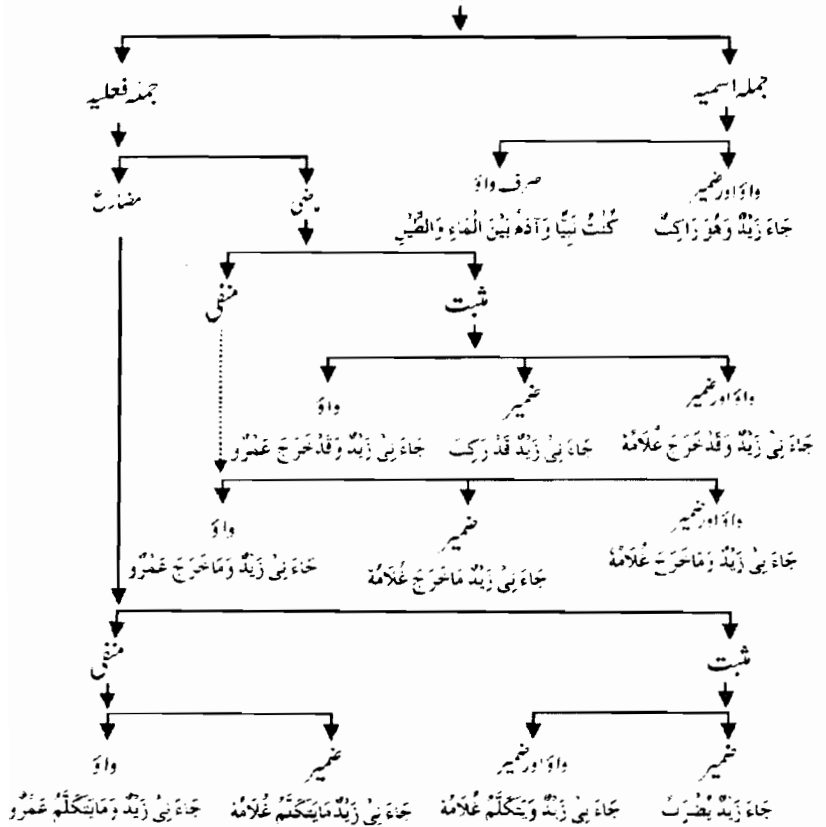 جملہ اسمیہ
جملہ فعلیہ
واؤ اور ضمیر
صرف واؤ
ماضی
مضارع
جَاءَ زَيْدٌ وَهُوَ رَاكِبٌ
كُنْتُ نَبِيًّا وَآدَمُ بَيْنَ الْمَاءِ وَالطِّيْنِ
مثبت
منفی
واؤ اور ضمیر
ضمیر
واؤ
جَاءَ نِيْ زَيْدٌ وَقَدْ خَرَجَ غُلَامُهٗ
جَاءَ نِيْ زَيْدٌ قَدْ رَكِبَ
جَاءَ نِيْ زَيْدٌ وَقَدْ خَرَجَ عَمْرٌو
واؤ اور ضمیر
ضمیر
واؤ
جَاءَ نِيْ زَيْدٌ وَمَا خَرَجَ غُلَامُهٗ
جَاءَ نِيْ زَيْدٌ مَا خَرَجَ غُلَامُهٗ
جَاءَ نِيْ زَيْدٌ وَمَا خَرَجَ عَمْرٌو
مثبت
منفی
ضمیر
واؤ اور ضمیر
ضمیر
واؤ
جَاءَ زَيْدٌ يُضْرَبُ
جَاءَ نِيْ زَيْدٌ وَيَتَكَلَّمُ غُلَامُهٗ
جَاءَ نِيْ زَيْدٌ مَا يَتَكَلَّمُ غُلَامُهٗ
جَاءَ نِيْ زَيْدٌ وَمَا يَتَكَلَّمُ عَمْرٌو